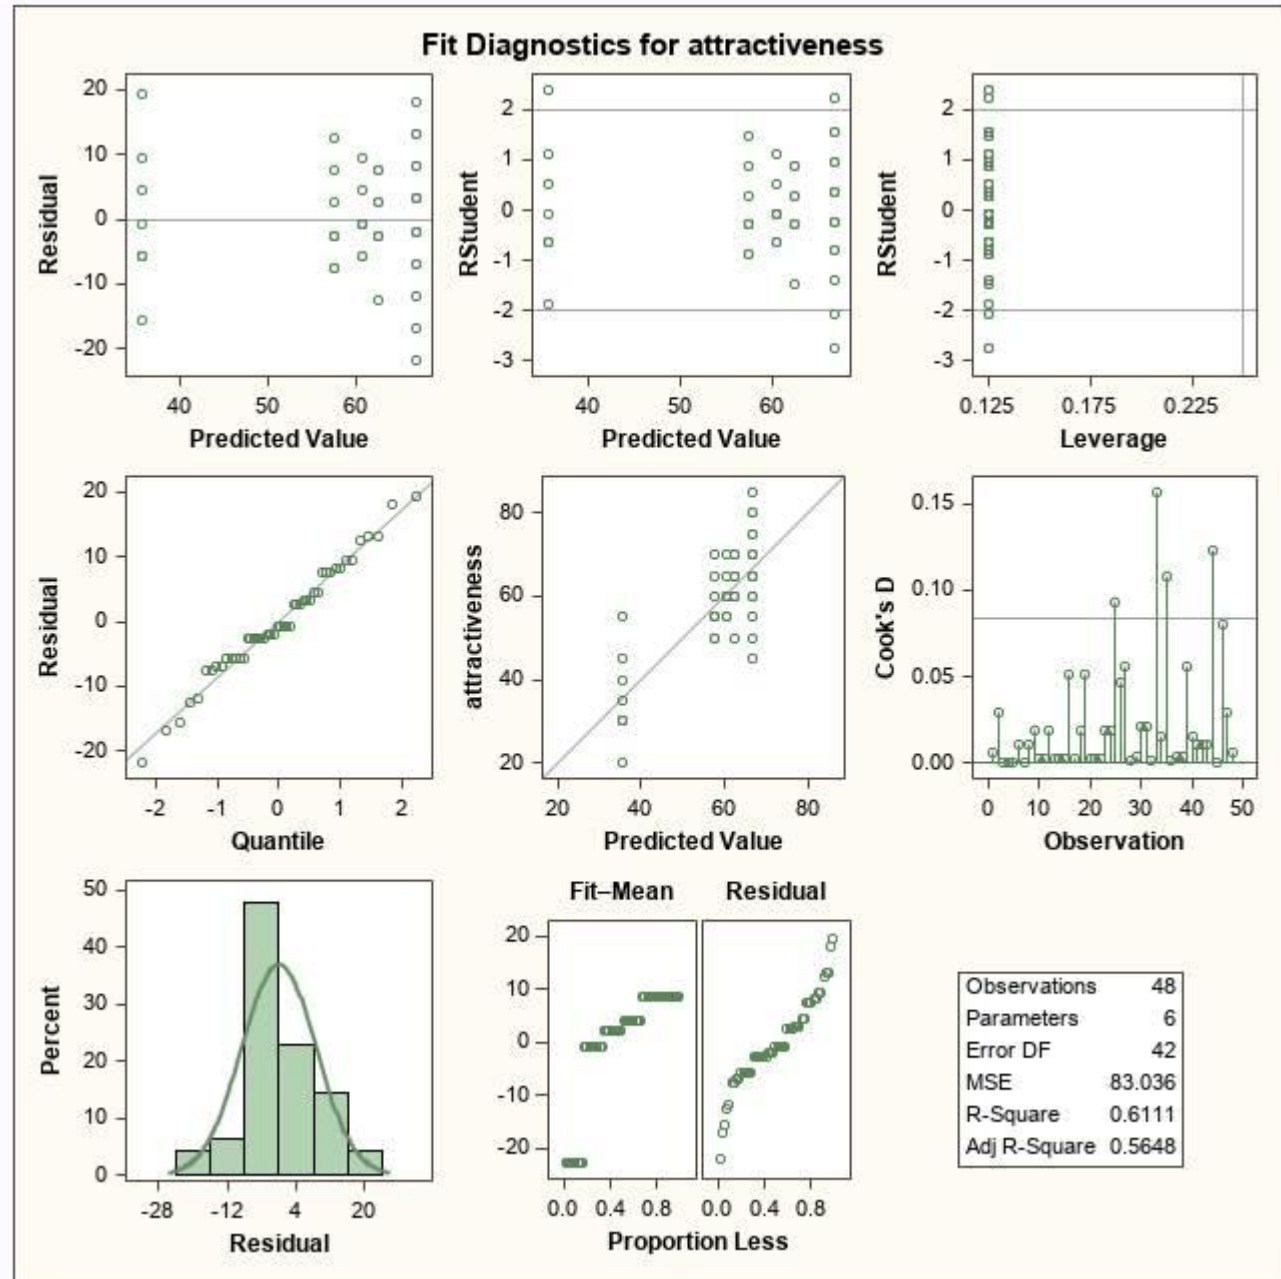 Fit Diagnostics for attractiveness
20
10
0
-10
-20
Residual
40 50 60
Predicted Value
2
1
0
-1
-2
-3
RStudent
40 50 60
Predicted Value
2
1
0
-1
-2
-3
RStudent
0.125 0.175 0.225
Leverage
20
10
0
-10
-20
Residual
-2 -1 0 1 2
Quantile
80
60
40
20
attractiveness
20 40 60 80
Predicted Value
0.15
0.10
0.05
0.00
Cook's D
0 10 20 30 40 50
Observation
50
40
30
20
10
0
Percent
-28 -12 4 20
Residual
Fit–Mean Residual
20
10
0
-10
-20
0.0 0.4 0.8 0.0 0.4 0.8
Proportion Less
Observations 48
Parameters 6
Error DF 42
MSE 83.036
R-Square 0.6111
Adj R-Square 0.5648